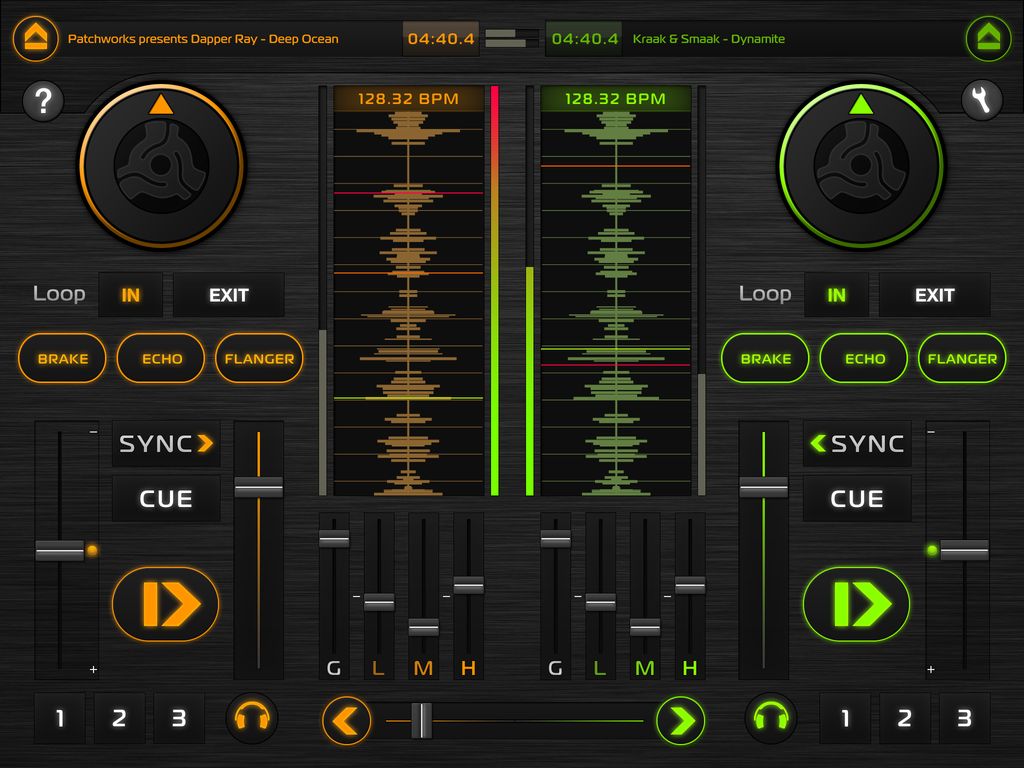 Patchworks presents Dapper Ray - Deep Ocean
04:40.4
04:40.4
Kraak & Smaak - Dynamite
?
128.32 BPM
128.32 BPM
Loop
IN
EXIT
Loop
IN
EXIT
BRAKE
ECHO
FLANGER
BRAKE
ECHO
FLANGER
SYNC
CUE
SYNC
CUE
G L M H
G L M H
1 2 3
1 2 3